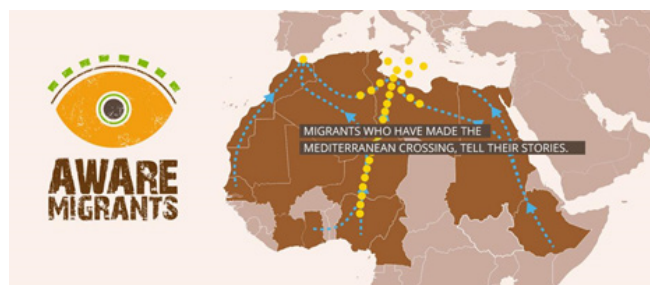 AWARE
MIGRANTS
MIGRANTS WHO HAVE MADE THE
MEDITERRANEAN CROSSING, TELL THEIR STORIES.